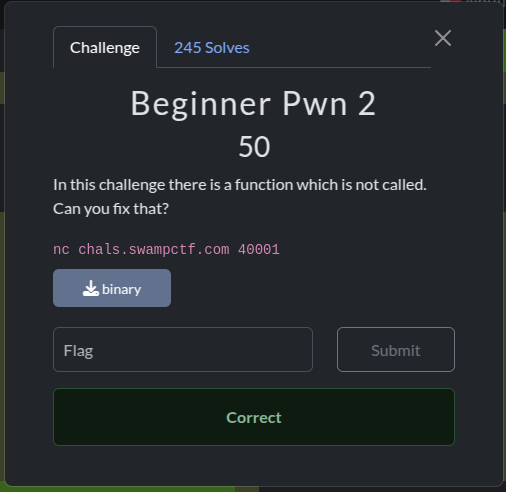 Challenge
245 Solves
Beginner Pwn 2
50
In this challenge there is a function which is not called.
Can you fix that?
nc chals.swampctf.com 40001
binary
Flag
Submit
Correct